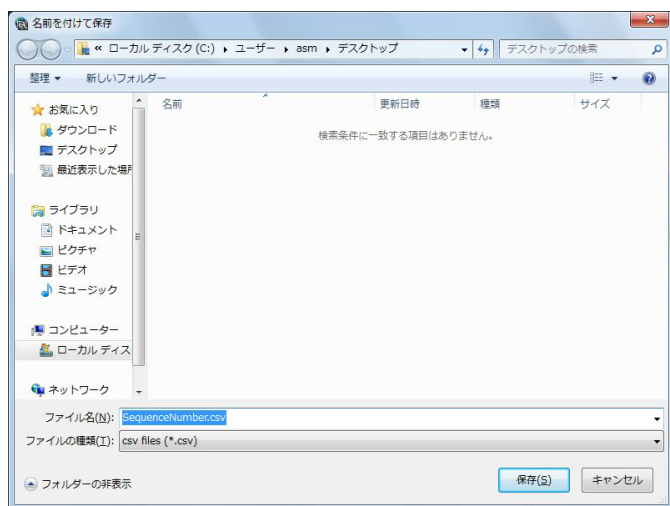 名前を付けて保存
« ローカル ディスク (C:) ▸ ユーザー ▸ asm ▸ デスクトップ
デスクトップの検索
整理 ▼ 新しいフォルダー
名前 更新日時 種類 サイズ
検索条件に一致する項目はありません。
お気に入り
ダウンロード
デスクトップ
最近表示した場所
ライブラリ
ドキュメント
ピクチャ
ビデオ
ミュージック
コンピューター
ローカル ディス
ネットワーク
ファイル名(N): SequenceNumber.csv
ファイルの種類(T): csv files (*.csv)
フォルダーの非表示
保存(S) キャンセル